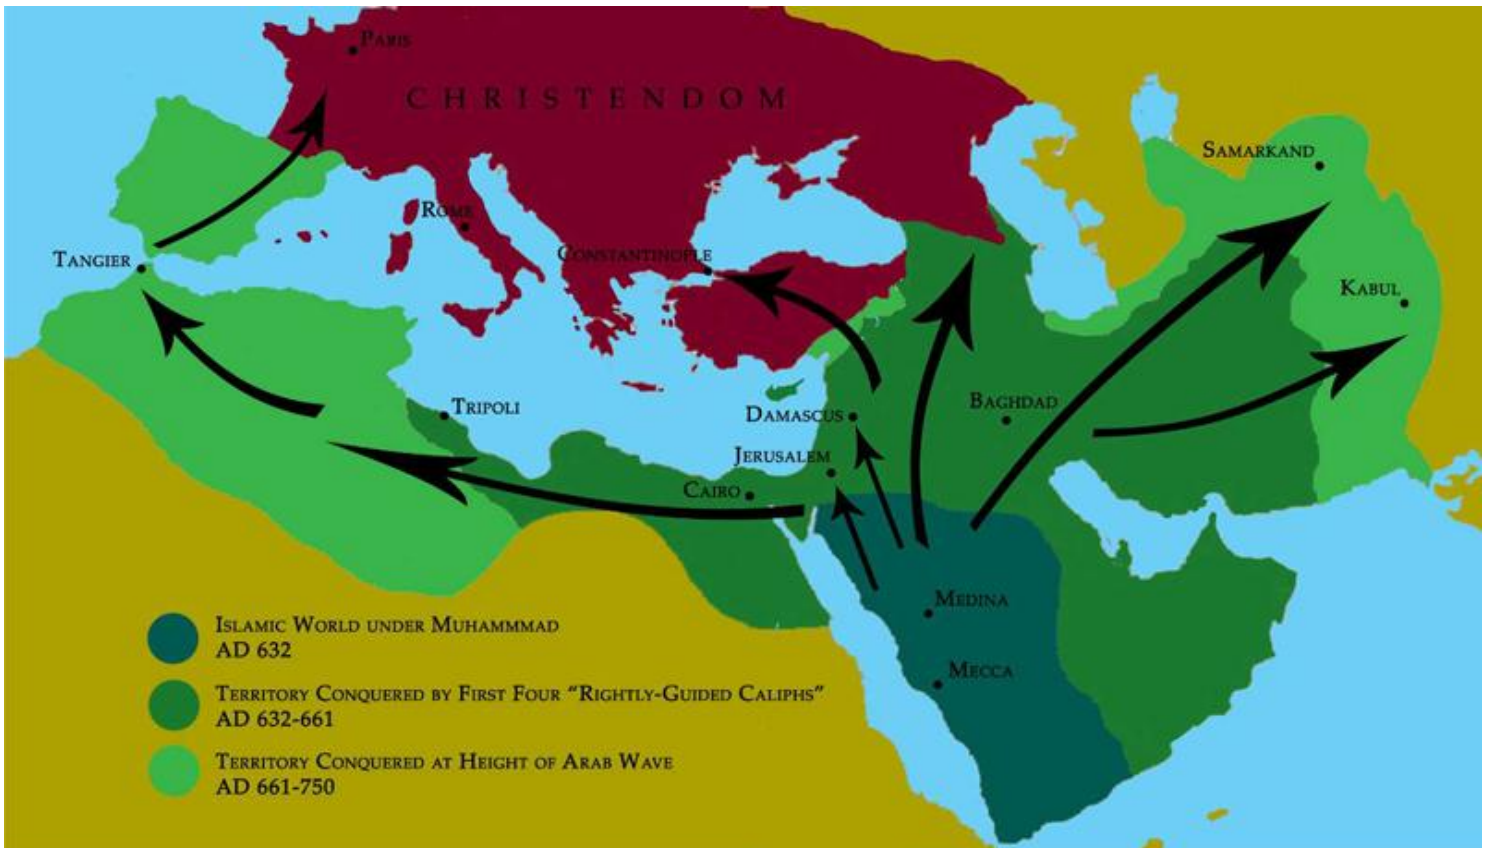 Paris
CHRISTENDOM
Samarkand
Rome
Constantinople
Tangier
Kabul
Baghdad
Tripoli
Damascus
Jerusalem
Cairo
Medina
Mecca
Islamic World under Muhammmad
AD 632
Territory Conquered by First Four "Rightly-Guided Caliphs"
AD 632-661
Territory Conquered at Height of Arab Wave
AD 661-750